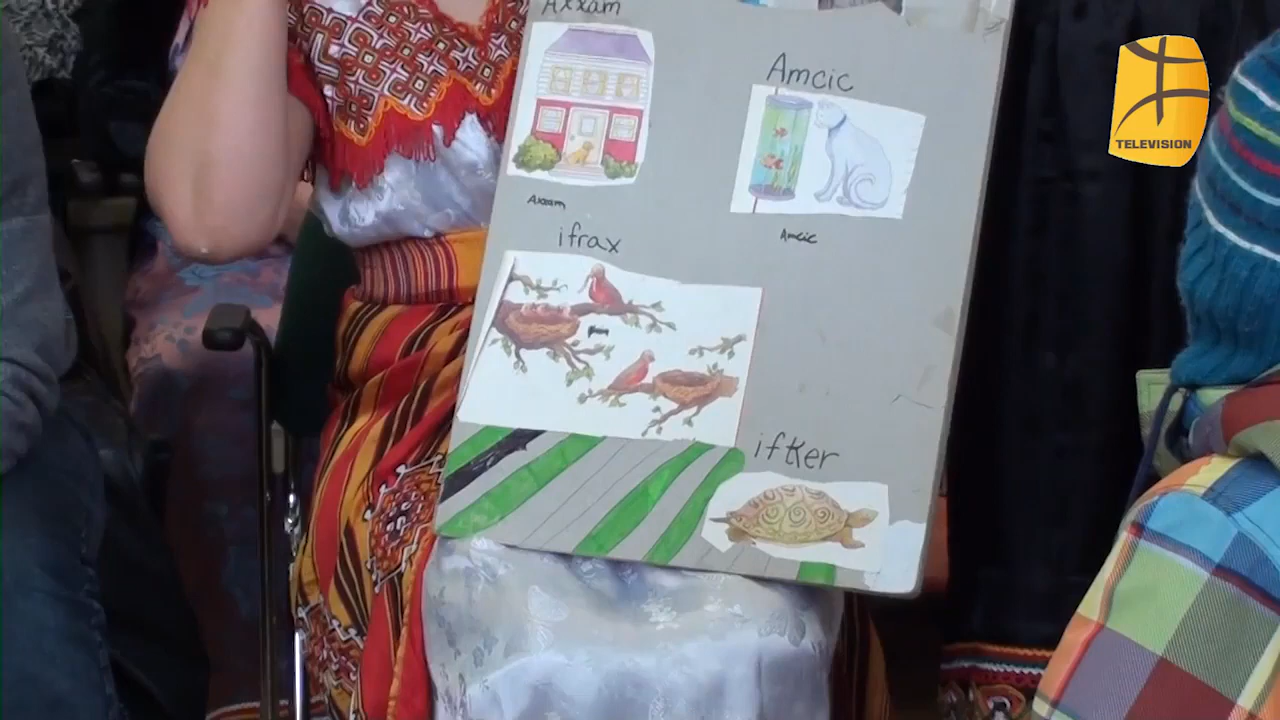 Axxam
Amcic
Axxam
Amcic
ifrax
ifker
TELEVISION